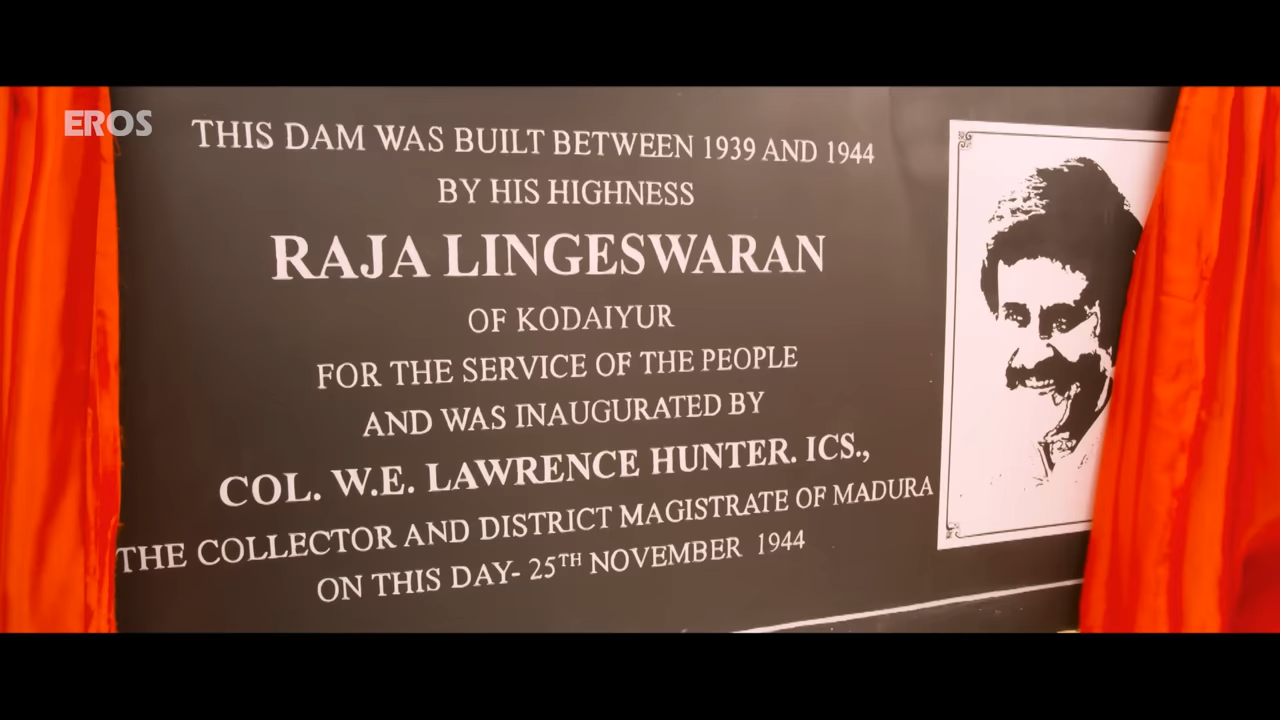 EROS
THIS DAM WAS BUILT BETWEEN 1939 AND 1944
BY HIS HIGHNESS
RAJA LINGESWARAN
OF KODAIYUR
FOR THE SERVICE OF THE PEOPLE
AND WAS INAUGURATED BY
COL. W.E. LAWRENCE HUNTER. ICS.,
THE COLLECTOR AND DISTRICT MAGISTRATE OF MADURA
ON THIS DAY- 25TH NOVEMBER 1944